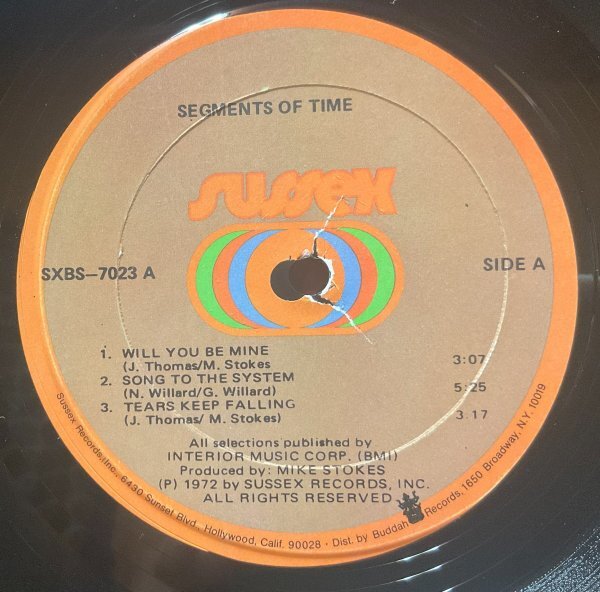 SEGMENTS OF TIME
sussex
SXBS-7023 A
SIDE A
1. WILL YOU BE MINE 3:07
(J. Thomas/M. Stokes
2. SONG TO THE SYSTEM 5:25
(N. Willard/G. Willard)
3. TEARS KEEP FALLING 3.17
(J. Thomas/ M. Stokes)
All selections published by
INTERIOR MUSIC CORP. (BMI)
Produced by: MIKE STOKES
(P) 1972 by SUSSEX RECORDS, INC.
ALL RIGHTS RESERVED
Sussex Records, Inc., 6430 Sunset Blvd., Hollywood, Calif. 90028 · Dist. by Buddah Records, 1650 Broadway, N.Y. 10019